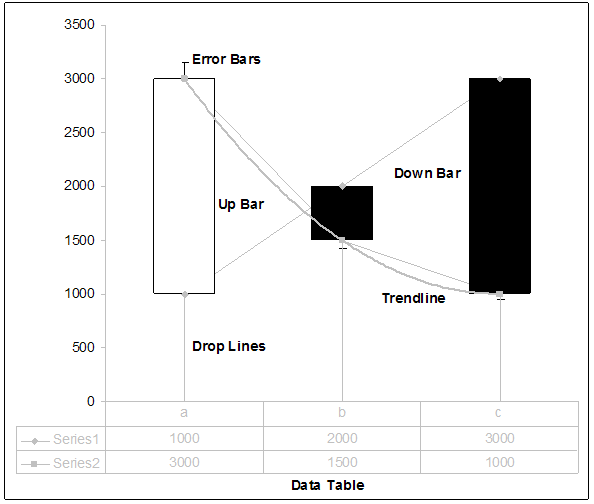 3500
Error Bars
3000
2500
Down Bar
2000
Up Bar
1500
Trendline
1000
Drop Lines
500
0
a b c
Series1 1000 2000 3000
Series2 3000 1500 1000
Data Table